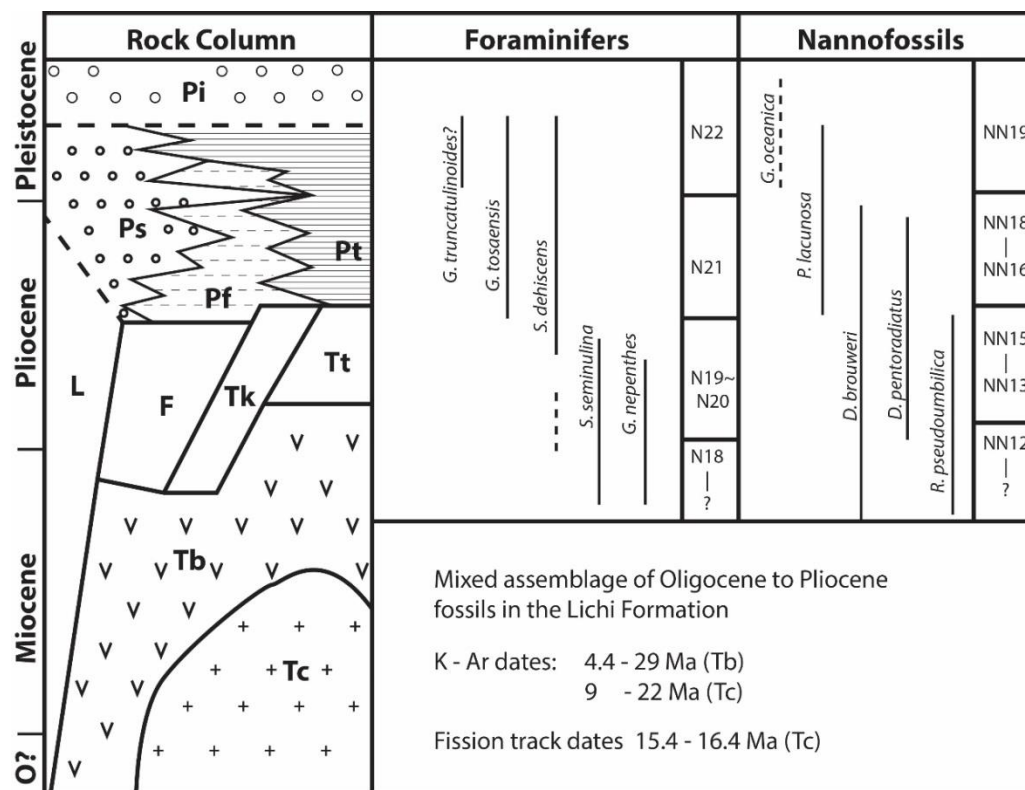 Rock Column
Foraminifers
Nannofossils
Pleistocene
Pliocene
Miocene
O?
Pi
Ps
Pf
Pt
L
F
Tk
Tt
Tb
Tc
G. truncatulinoides?
G. tosaensis
S. dehiscens
S. seminulina
G. nepenthes
N22
N21
N19~
N20
N18
?
G. oceanica
P. lacunosa
D. brouweri
D. pentoradiatus
R. pseudoumbilica
NN19
NN18
NN16
NN15
NN13
NN12
?
Mixed assemblage of Oligocene to Pliocene
fossils in the Lichi Formation
K - Ar dates: 4.4 - 29 Ma (Tb)
9 - 22 Ma (Tc)
Fission track dates 15.4 - 16.4 Ma (Tc)